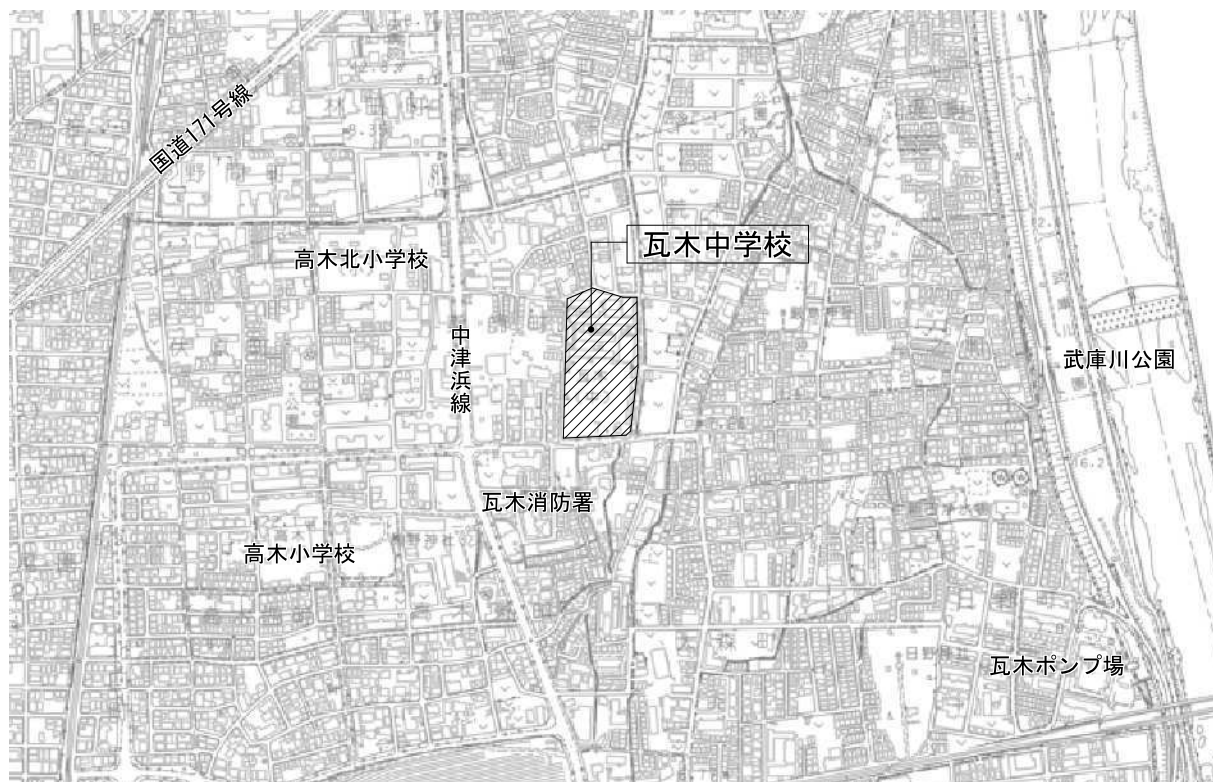 国道171号線
瓦木中学校
高木北小学校
中津浜線
武庫川公園
6.2
瓦木消防署
高木小学校
瓦木ポンプ場